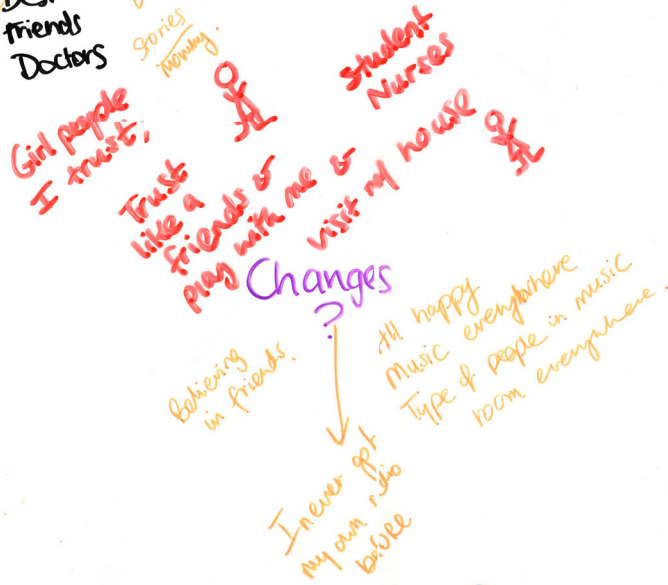 Friends
Doctors
Stories
Mommy.
Student
Nurses
Girl people
I trust,
Trust
like a
friends &
play with me &
visit my house
Changes
?
All happy
Music everywhere
Type of people in music
room everywhere.
Believing
in friends.
I never got
my own radio
before